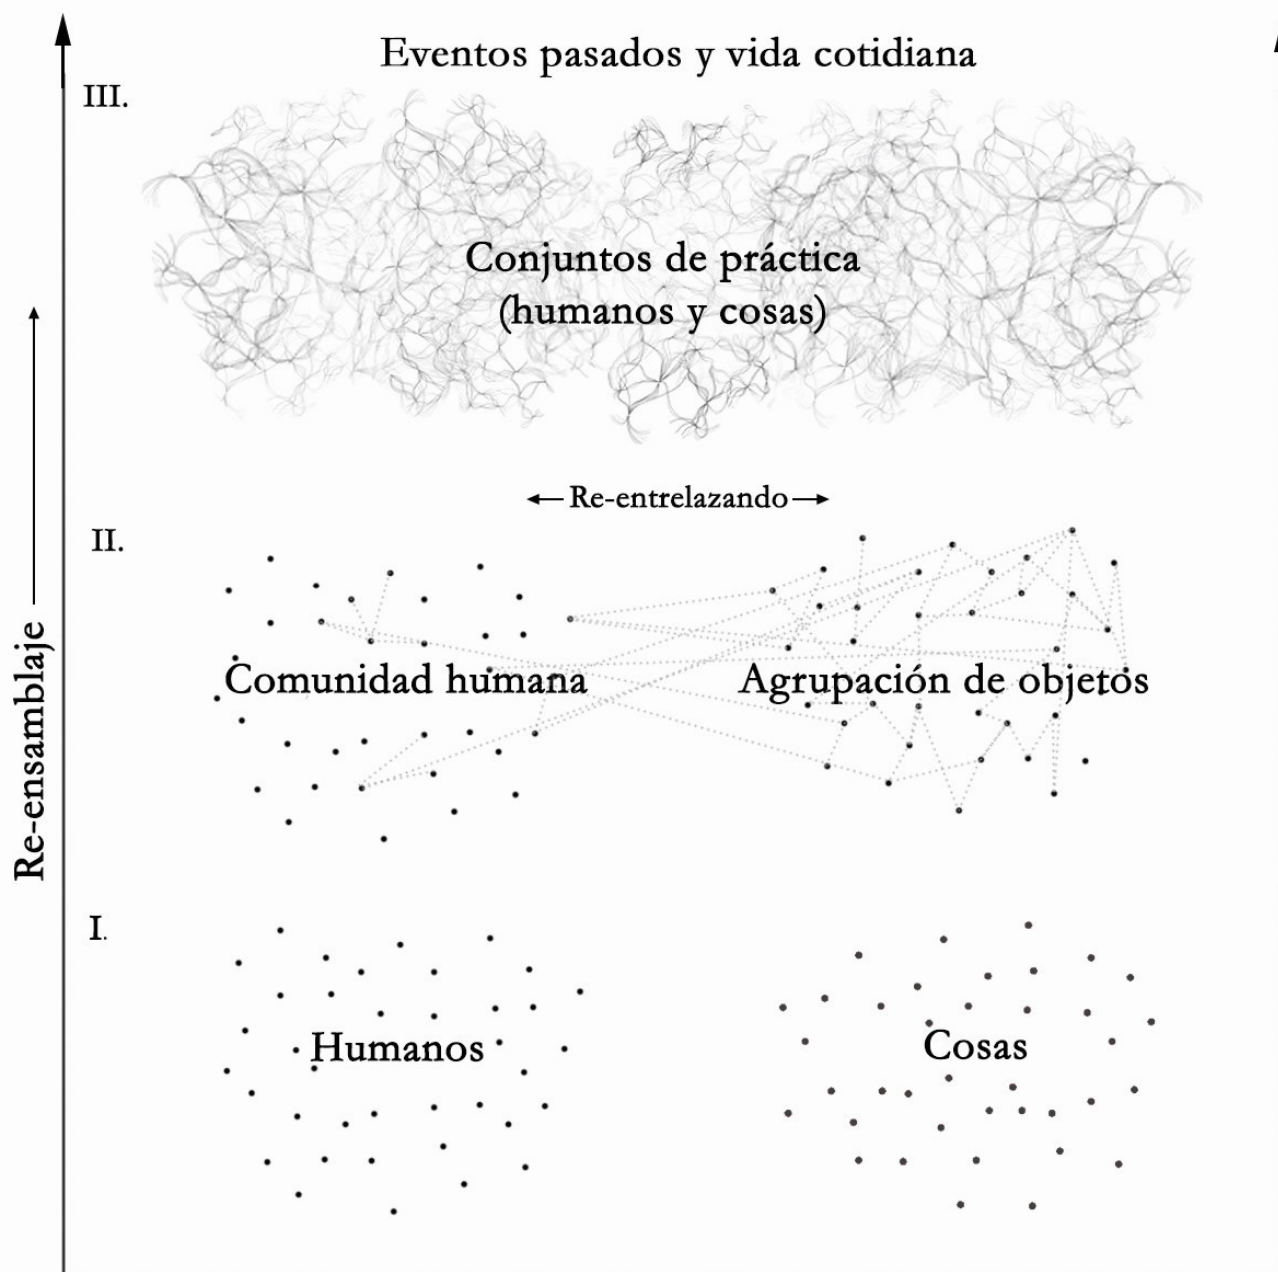 Eventos pasados y vida cotidiana
III.
Conjuntos de práctica
(humanos y cosas)
Re-entrelazando
II.
Comunidad humana
Agrupación de objetos
Re-ensamblaje
I.
Humanos
Cosas